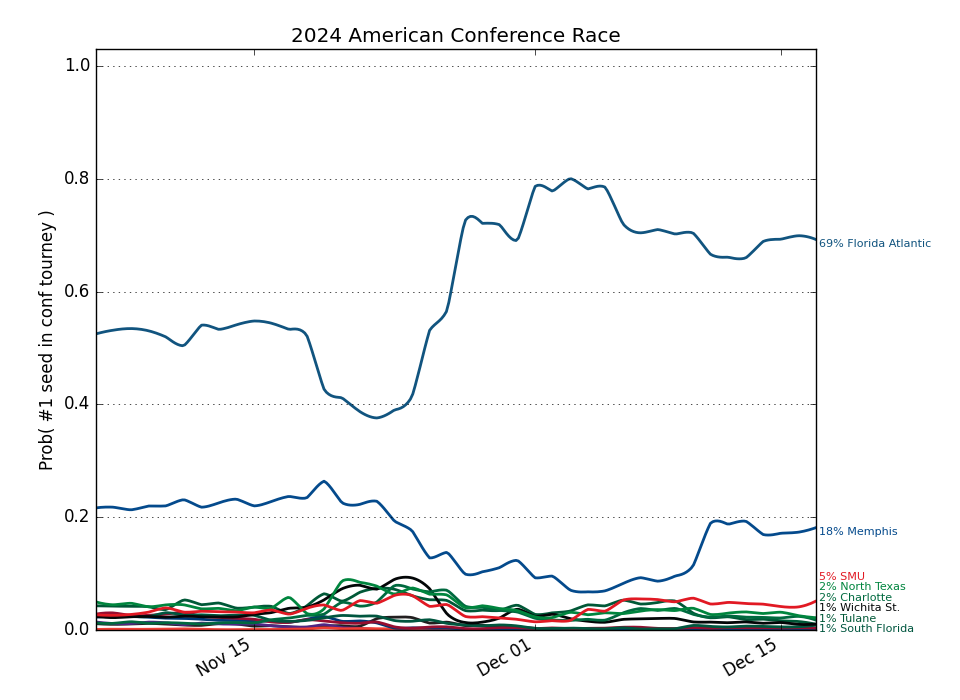 2024 American Conference Race
Prob( #1 seed in conf tourney )
1.0
0.8
0.6
0.4
0.2
0.0
Nov 15
Dec 01
Dec 15
69% Florida Atlantic
18% Memphis
5% SMU
2% North Texas
2% Charlotte
1% Wichita St.
1% Tulane
1% South Florida